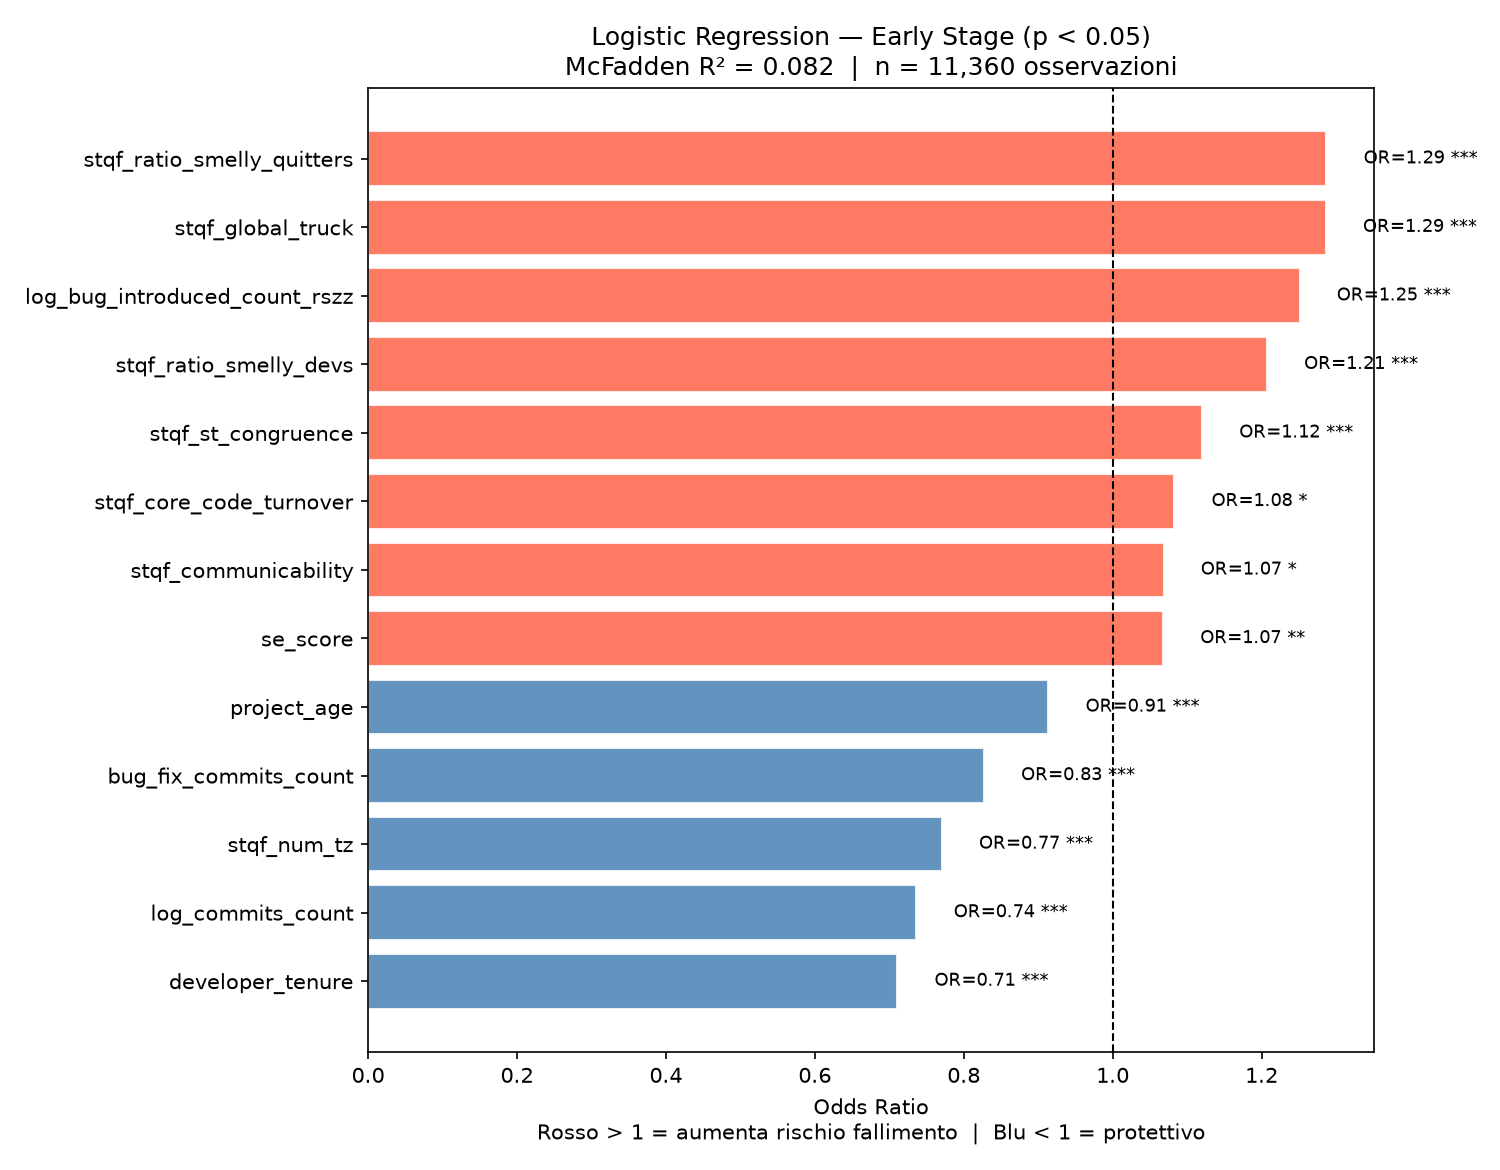 Logistic Regression — Early Stage (p < 0.05)
McFadden R² = 0.082 | n = 11,360 osservazioni
stqf_ratio_smelly_quitters OR=1.29 ***
stqf_global_truck OR=1.29 ***
log_bug_introduced_count_rszz OR=1.25 ***
stqf_ratio_smelly_devs OR=1.21 ***
stqf_st_congruence OR=1.12 ***
stqf_core_code_turnover OR=1.08 *
stqf_communicability OR=1.07 *
se_score OR=1.07 **
project_age OR=0.91 ***
bug_fix_commits_count OR=0.83 ***
stqf_num_tz OR=0.77 ***
log_commits_count OR=0.74 ***
developer_tenure OR=0.71 ***
0.0 0.2 0.4 0.6 0.8 1.0 1.2
Odds Ratio
Rosso > 1 = aumenta rischio fallimento | Blu < 1 = protettivo